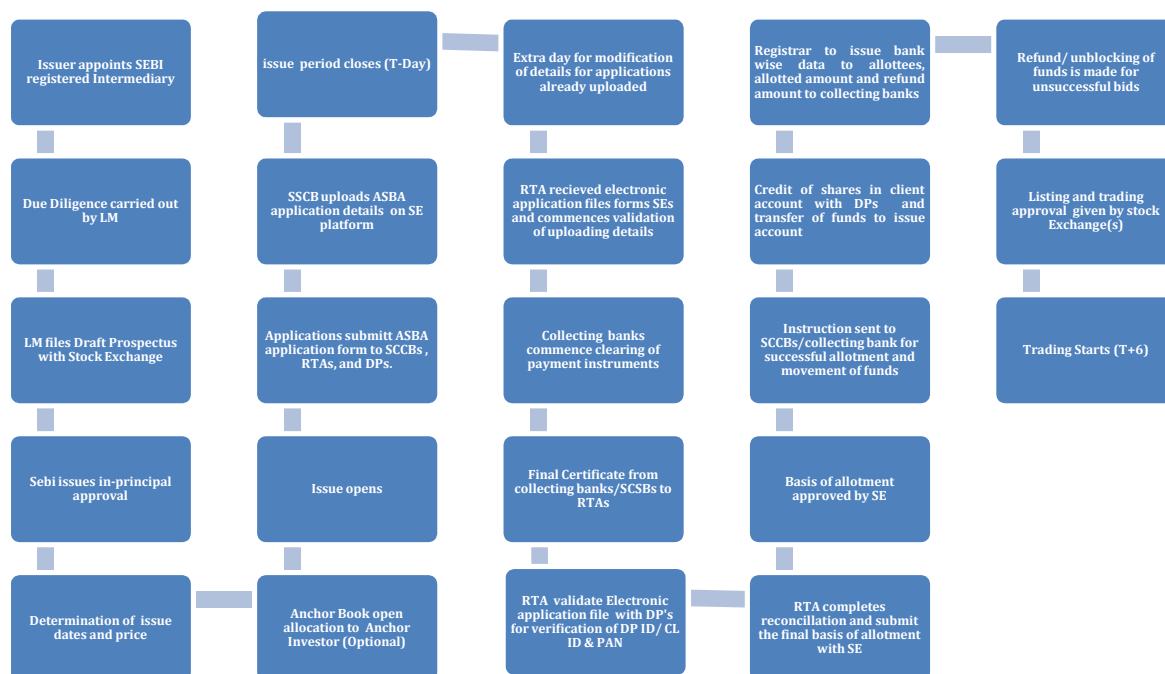 Issuer appoints SEBI
registered Intermediary
Due Diligence carried out
by LM
LM files Draft Prospectus
with Stock Exchange
Sebi issues in-principal
approval
Determination of issue
dates and price
Anchor Book open
allocation to Anchor
Investor (Optional)
Issue opens
Applications submitt ASBA
application form to SCCBs ,
RTAs, and DPs.
SSCB uploads ASBA
application details on SE
platform
issue period closes (T-Day)
Extra day for modification
of details for applications
already uploaded
RTA recieved electronic
application files forms SEs
and commences validation
of uploading details
Collecting banks
commence clearing of
payment instruments
Final Certificate from
collecting banks/SCSBs to
RTAs
RTA validate Electronic
application file with DP's
for verification of DP ID/ CL
ID & PAN
RTA completes
reconciliation and submit
the final basis of allotment
with SE
Basis of allotment
approved by SE
Instruction sent to
SCCBs/collecting bank for
successful allotment and
movement of funds
Credit of shares in client
account with DPs and
transfer of funds to issue
account
Registrar to issue bank
wise data to allottees,
allotted amount and refund
amount to collecting banks
Refund/ unblocking of
funds is made for
unsuccessful bids
Listing and trading
approval given by stock
Exchange(s)
Trading Starts (T+6)